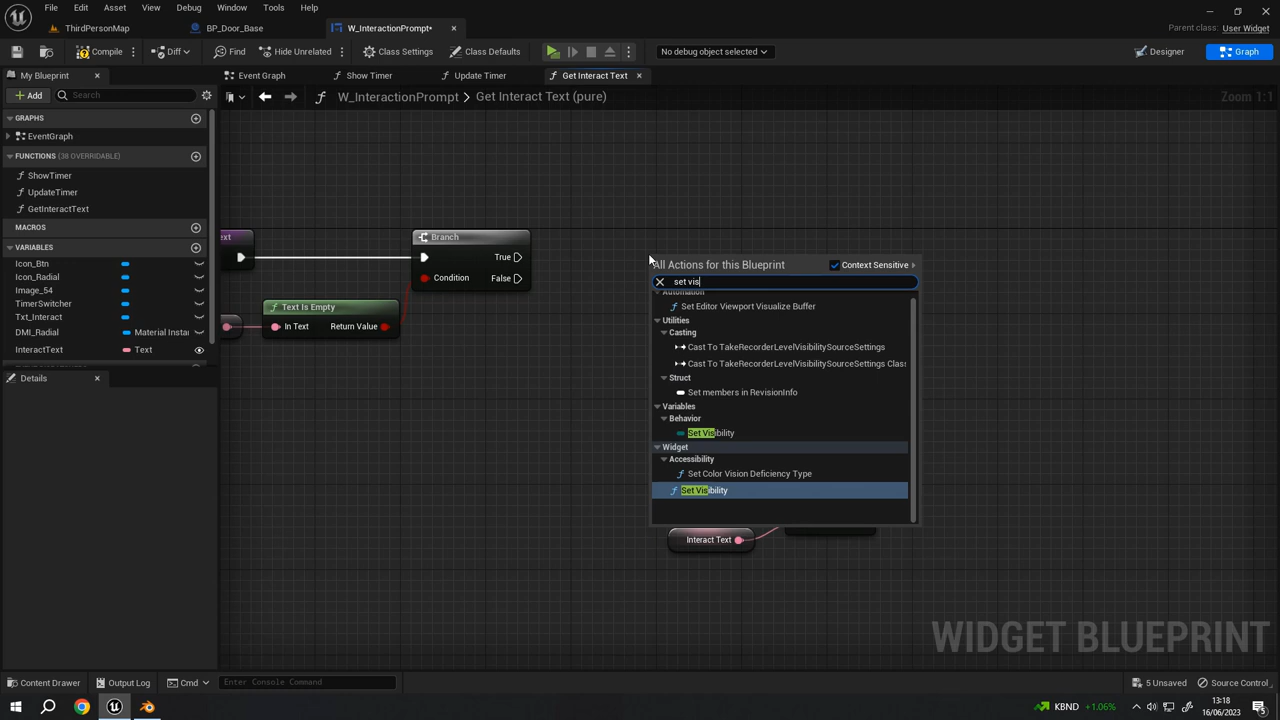 File Edit Asset View Debug Window Tools Help
ThirdPersonMap BP_Door_Base W_InteractionPrompt•
Parent class: User Widget
Compile Diff Find Hide Unrelated Class Settings Class Defaults No debug object selected Designer Graph
My Blueprint Event Graph Show Timer Update Timer Get Interact Text
Add Search W_InteractionPrompt > Get Interact Text (pure) Zoom 1:1
GRAPHS
EventGraph
FUNCTIONS (38 OVERRIDABLE)
ShowTimer
UpdateTimer
GetInteractText
MACROS
VARIABLES
Icon_Btn
Icon_Radial
Image_54
TimerSwitcher
Txt_Interact
DMI_Radial Material Instar
InteractText Text
Details
ext
Branch
True
Condition False
Text Is Empty
In Text Return Value
All Actions for this Blueprint Context Sensitive
set vis
Automation
Set Editor Viewport Visualize Buffer
Utilities
Casting
Cast To TakeRecorderLevelVisibilitySourceSettings
Cast To TakeRecorderLevelVisibilitySourceSettings Class
Struct
Set members in RevisionInfo
Variables
Behavior
Set Visibility
Widget
Accessibility
Set Color Vision Deficiency Type
Set Visibility
Interact Text
WIDGET BLUEPRINT
Content Drawer Output Log Cmd Enter Console Command 5 Unsaved Source Control
KBND +1.06% 13:18
16/06/2023